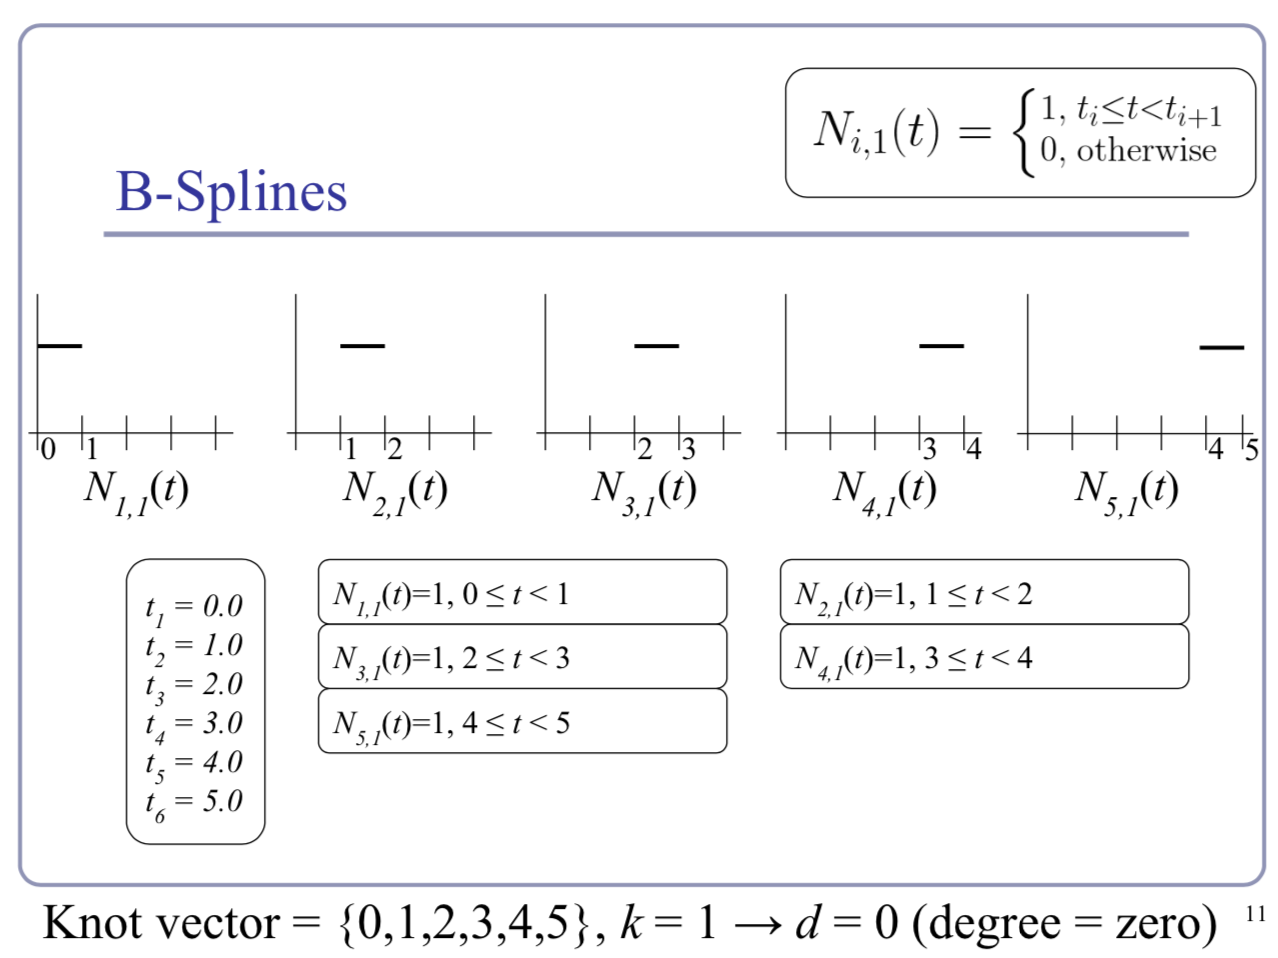 N_{i,1}(t) = { 1, t_i≤t<t_{i+1}
0, otherwise
B-Splines
0 1 1 2 2 3 3 4 4 5
N_{1,1}(t) N_{2,1}(t) N_{3,1}(t) N_{4,1}(t) N_{5,1}(t)
t_1 = 0.0
t_2 = 1.0
t_3 = 2.0
t_4 = 3.0
t_5 = 4.0
t_6 = 5.0
N_{1,1}(t)=1, 0 ≤ t < 1
N_{3,1}(t)=1, 2 ≤ t < 3
N_{5,1}(t)=1, 4 ≤ t < 5
N_{2,1}(t)=1, 1 ≤ t < 2
N_{4,1}(t)=1, 3 ≤ t < 4
Knot vector = {0,1,2,3,4,5}, k = 1 → d = 0 (degree = zero)
11